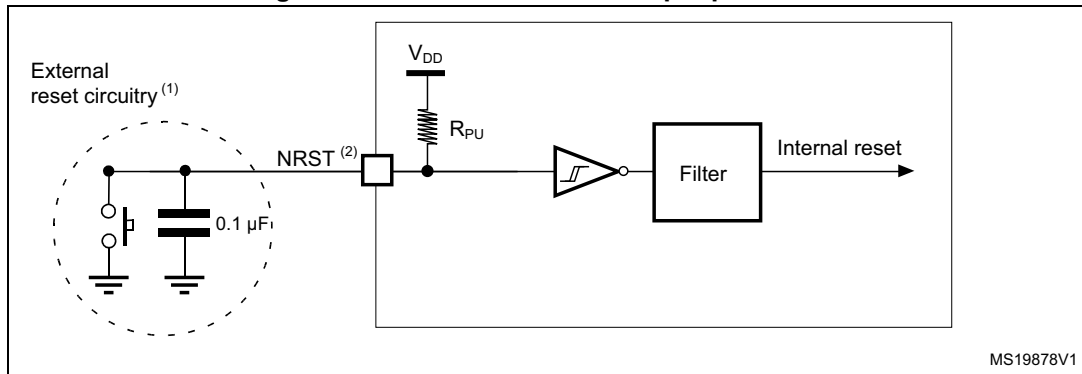 External
reset circuitry (1)
VDD
RPU
NRST (2)
0.1 µF
Filter
Internal reset
MS19878V1